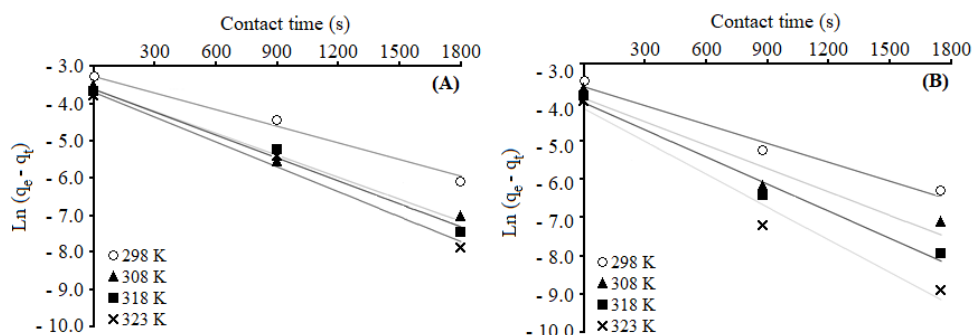 Contact time (s)
300 600 900 1200 1500 1800
- 3.0
- 4.0
- 5.0
- 6.0
- 7.0
- 8.0
- 9.0
- 10.0
Ln (qe - qt)
(A)
298 K
308 K
318 K
323 K
Contact time (s)
300 600 900 1200 1500 1800
- 3.0
- 4.0
- 5.0
- 6.0
- 7.0
- 8.0
- 9.0
- 10.0
Ln (qe - qt)
(B)
298 K
308 K
318 K
323 K